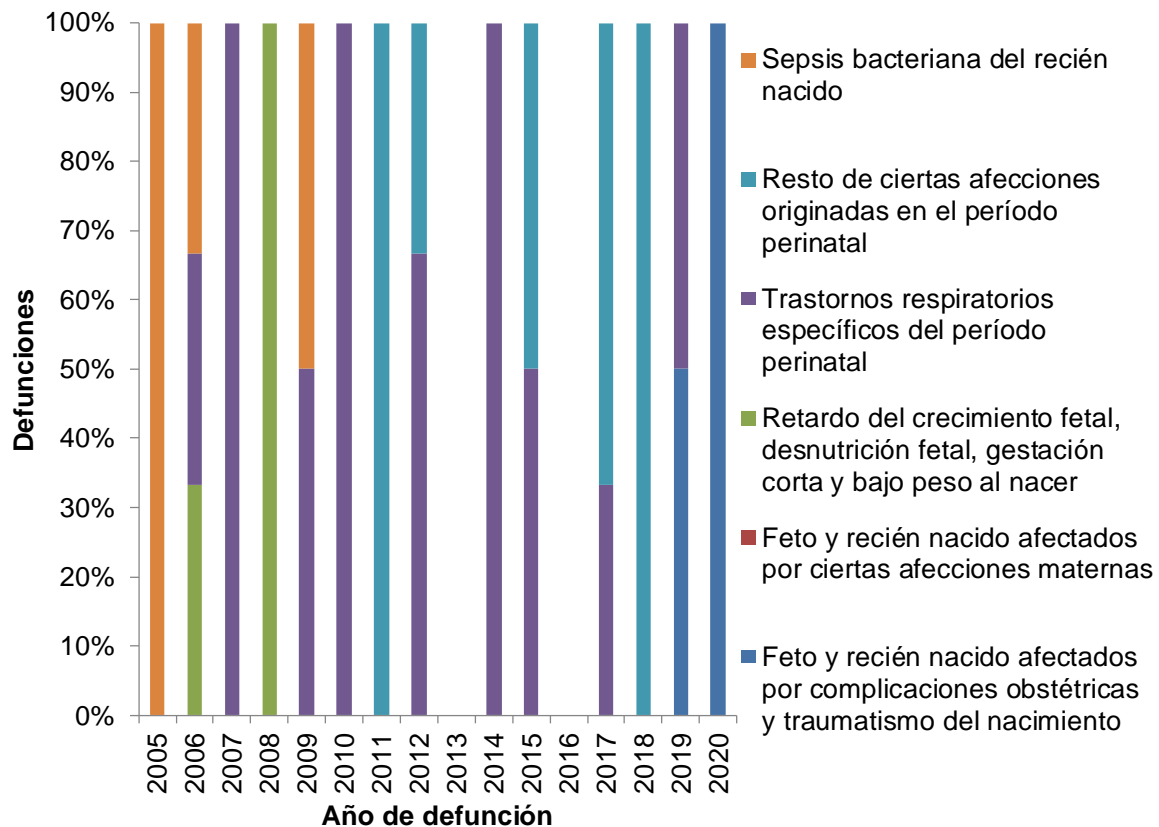 100%
90%
80%
70%
60%
50%
40%
30%
20%
10%
0%
Defunciones
2005
2006
2007
2008
2009
2010
2011
2012
2013
2014
2015
2016
2017
2018
2019
2020
Año de defunción
Sepsis bacteriana del recién
nacido
Resto de ciertas afecciones
originadas en el período
perinatal
Trastornos respiratorios
específicos del período
perinatal
Retardo del crecimiento fetal,
desnutrición fetal, gestación
corta y bajo peso al nacer
Feto y recién nacido afectados
por ciertas afecciones maternas
Feto y recién nacido afectados
por complicaciones obstétricas
y traumatismo del nacimiento